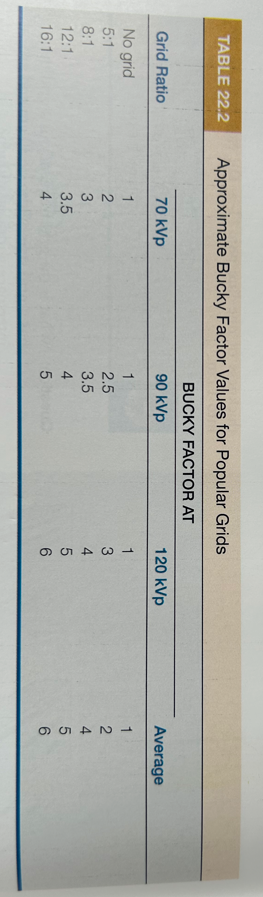 TABLE 22.2 Approximate Bucky Factor Values for Popular Grids
BUCKY FACTOR AT
Grid Ratio 70 kVp 90 kVp 120 kVp Average
No grid 1 1 1 1
5:1 2 2.5 3 2
8:1 3 3.5 4 4
12:1 3.5 4 5 5
16:1 4 5 6 6